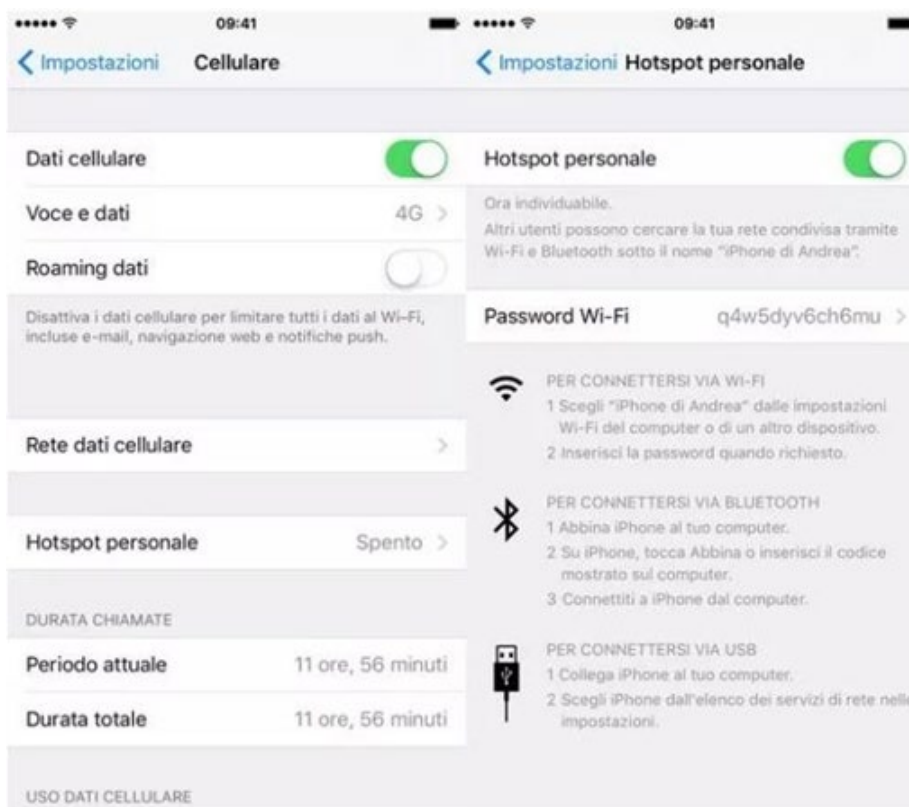 09:41
Impostazioni Cellulare
Dati cellulare
Voce e dati 4G
Roaming dati
Disattiva i dati cellulare per limitare tutti i dati al Wi-Fi,
incluse e-mail, navigazione web e notifiche push.
Rete dati cellulare
Hotspot personale Spento
DURATA CHIAMATE
Periodo attuale 11 ore, 56 minuti
Durata totale 11 ore, 56 minuti
USO DATI CELLULARE
09:41
Impostazioni Hotspot personale
Hotspot personale
Ora individuabile.
Altri utenti possono cercare la tua rete condivisa tramite
Wi-Fi e Bluetooth sotto il nome "iPhone di Andrea".
Password Wi-Fi q4w5dyv6ch6mu
PER CONNETTERSI VIA WI-FI
1 Scegli "iPhone di Andrea" dalle impostazioni
Wi-Fi del computer o di un altro dispositivo.
2 Inserisci la password quando richiesto.
PER CONNETTERSI VIA BLUETOOTH
1 Abbina iPhone al tuo computer.
2 Su iPhone, tocca Abbina o inserisci il codice
mostrato sul computer.
3 Connettiti a iPhone dal computer.
PER CONNETTERSI VIA USB
1 Collega iPhone al tuo computer.
2 Scegli iPhone dall'elenco dei servizi di rete nelle
impostazioni.